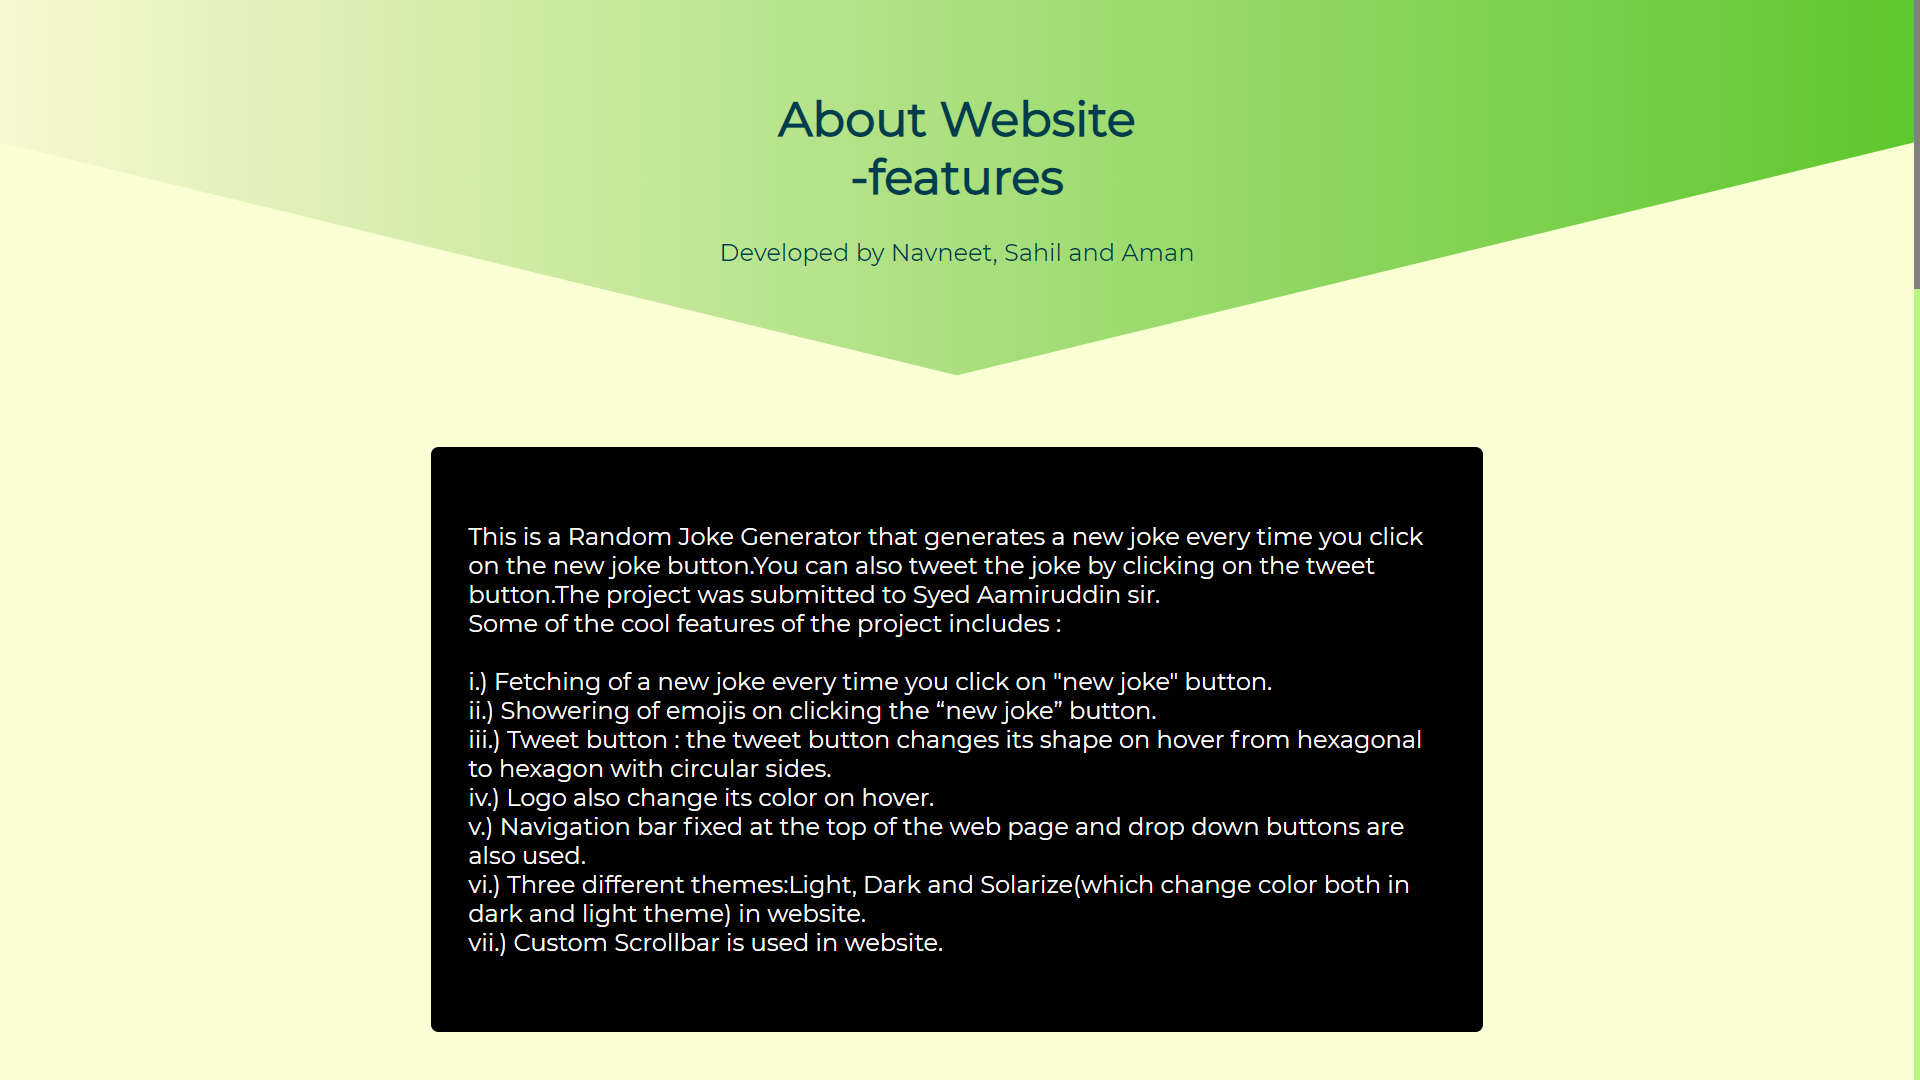 About Website
-features
Developed by Navneet, Sahil and Aman
This is a Random Joke Generator that generates a new joke every time you click
on the new joke button.You can also tweet the joke by clicking on the tweet
button.The project was submitted to Syed Aamiruddin sir.
Some of the cool features of the project includes :
i.) Fetching of a new joke every time you click on "new joke" button.
ii.) Showering of emojis on clicking the “new joke” button.
iii.) Tweet button : the tweet button changes its shape on hover from hexagonal
to hexagon with circular sides.
iv.) Logo also change its color on hover.
v.) Navigation bar fixed at the top of the web page and drop down buttons are
also used.
vi.) Three different themes:Light, Dark and Solarize(which change color both in
dark and light theme) in website.
vii.) Custom Scrollbar is used in website.